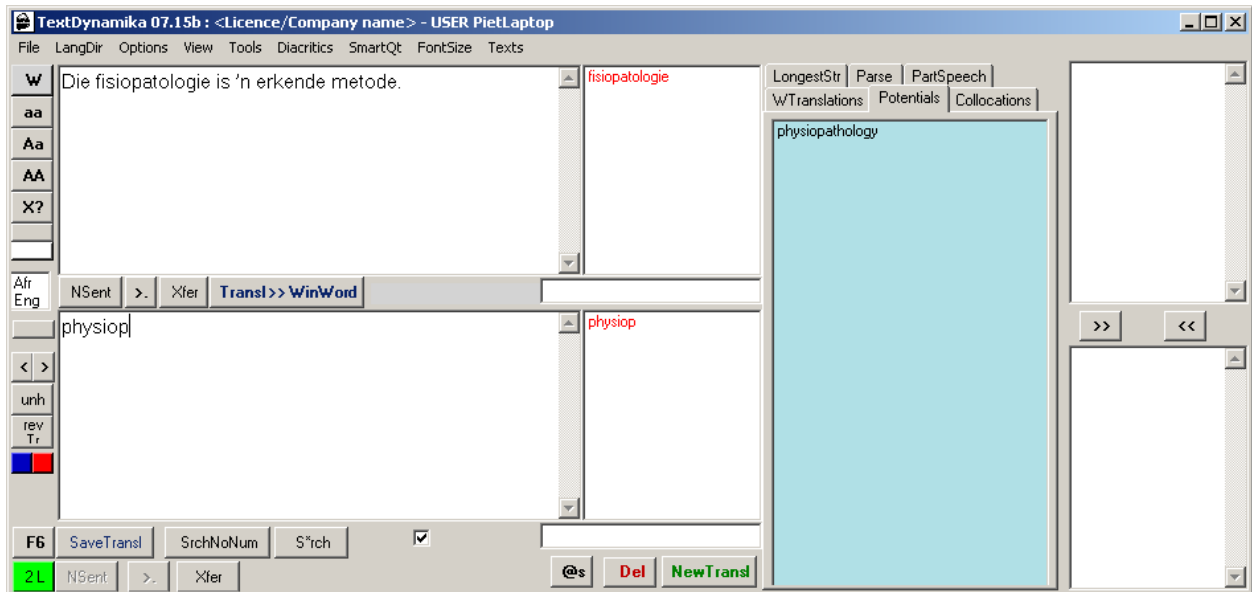 TextDynamika 07.15b : <Licence/Company name> - USER PietLaptop
File LangDir Options View Tools Diacritics SmartQt FontSize Texts
W
aa
Aa
AA
X?
Die fisiopatologie is 'n erkende metode.
fisiopatologie
LongestStr Parse PartSpeech
WTranslations Potentials Collocations
physiopathology
Afr
Eng
NSent >. Xfer Transl>>WinWord
physiop
physiop
>> <<
< >
unh
rev
Tr
F6 SaveTransl SrchNoNum S*rch
2L NSent >. Xfer @s Del NewTransl